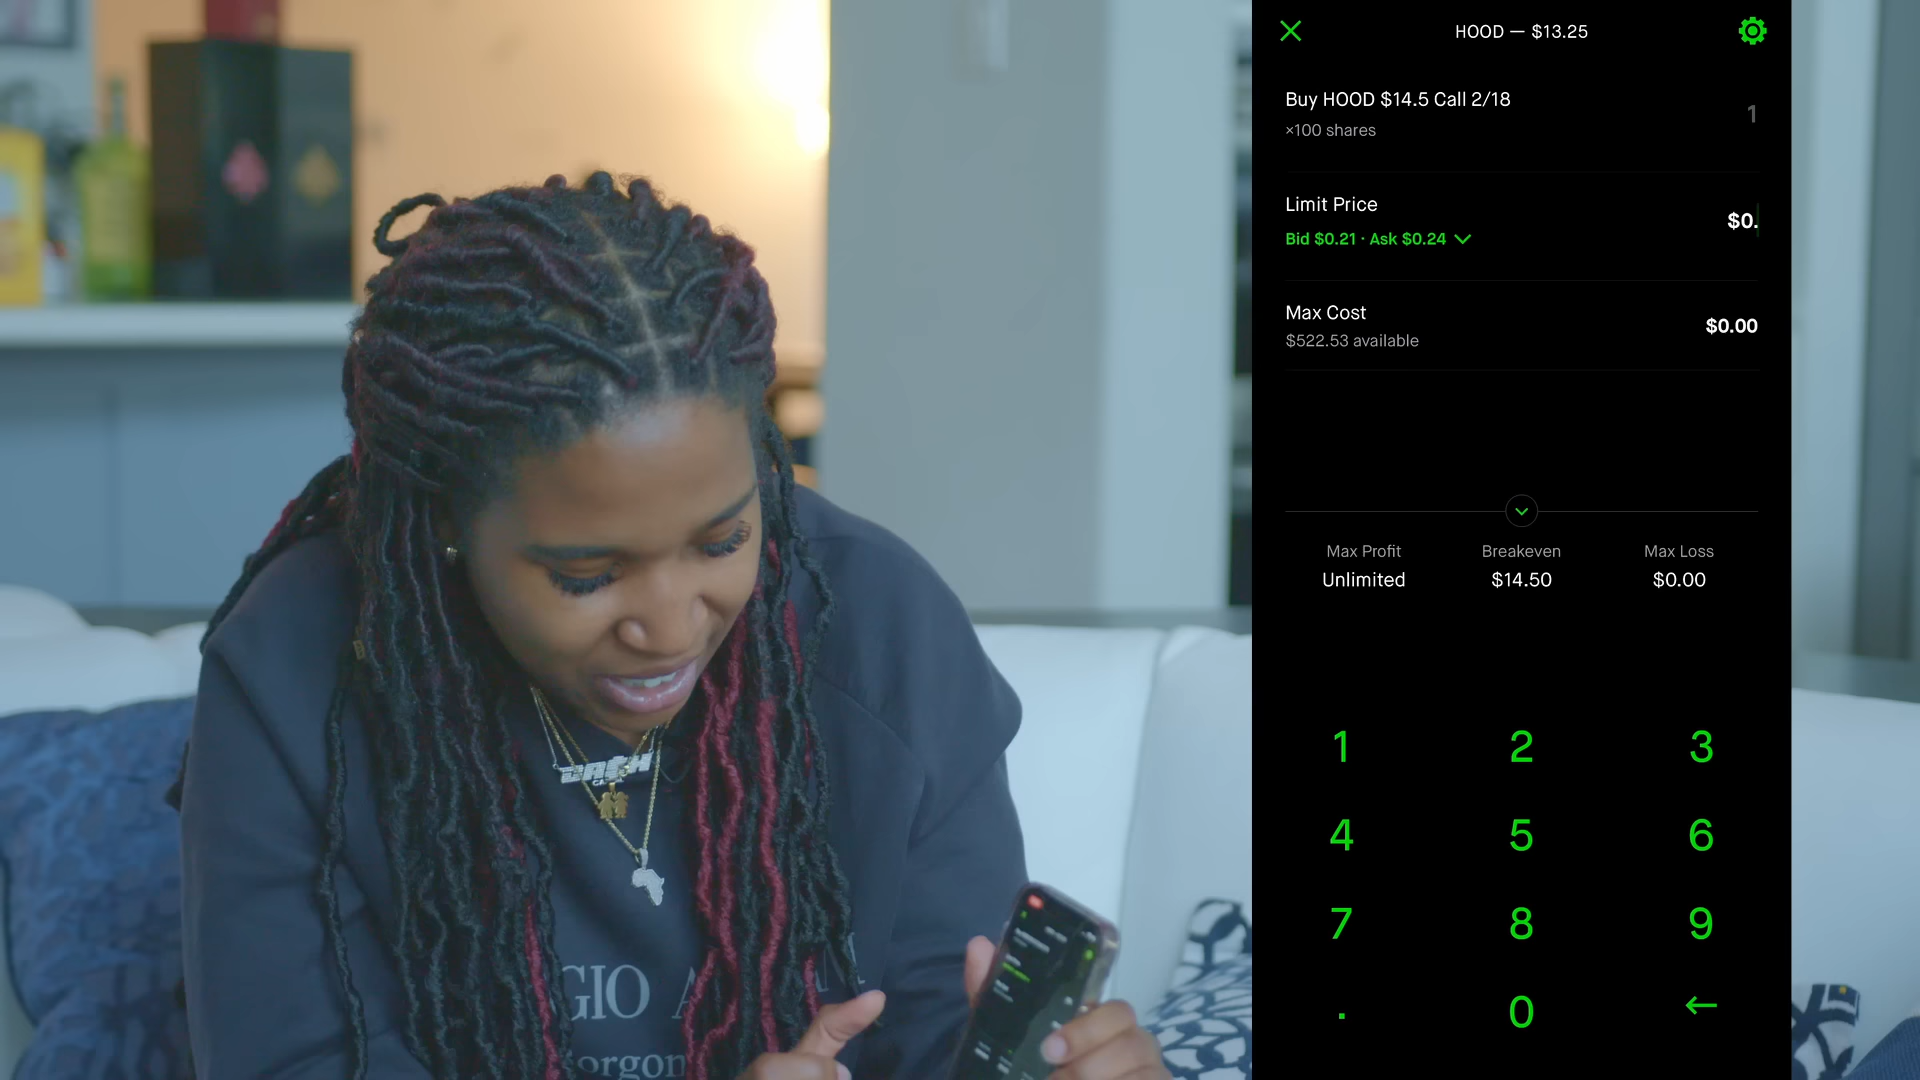 HOOD — $13.25
Buy HOOD $14.5 Call 2/18
×100 shares
1
Limit Price
$0.
Bid $0.21 · Ask $0.24
Max Cost
$0.00
$522.53 available
Max Profit
Breakeven
Max Loss
Unlimited
$14.50
$0.00
1 2 3
4 5 6
7 8 9
. 0 ←
GIO A
orgon